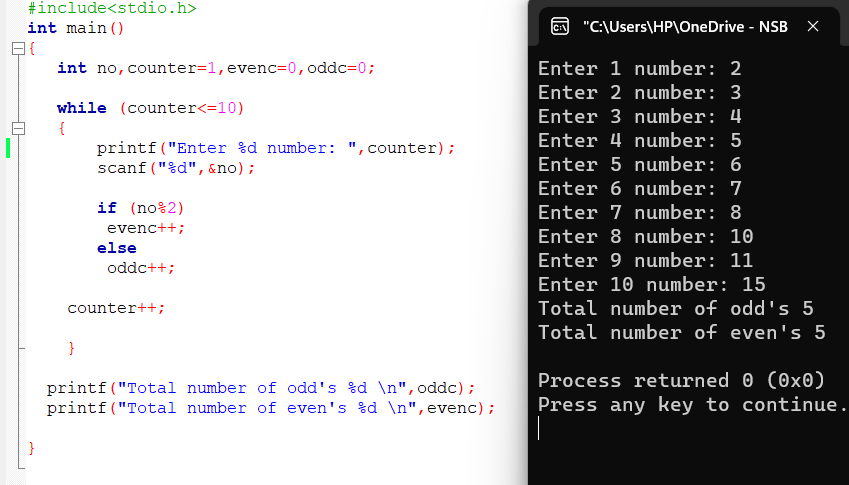 #include<stdio.h>
int main()
{
int no,counter=1,evenc=0,oddc=0;
while (counter<=10)
{
printf("Enter %d number: ",counter);
scanf("%d",&no);
if (no%2)
evenc++;
else
oddc++;
counter++;
}
printf("Total number of odd's %d \n",oddc);
printf("Total number of even's %d \n",evenc);
}
"C:\Users\HP\OneDrive - NSB
Enter 1 number: 2
Enter 2 number: 3
Enter 3 number: 4
Enter 4 number: 5
Enter 5 number: 6
Enter 6 number: 7
Enter 7 number: 8
Enter 8 number: 10
Enter 9 number: 11
Enter 10 number: 15
Total number of odd's 5
Total number of even's 5
Process returned 0 (0x0)
Press any key to continue.